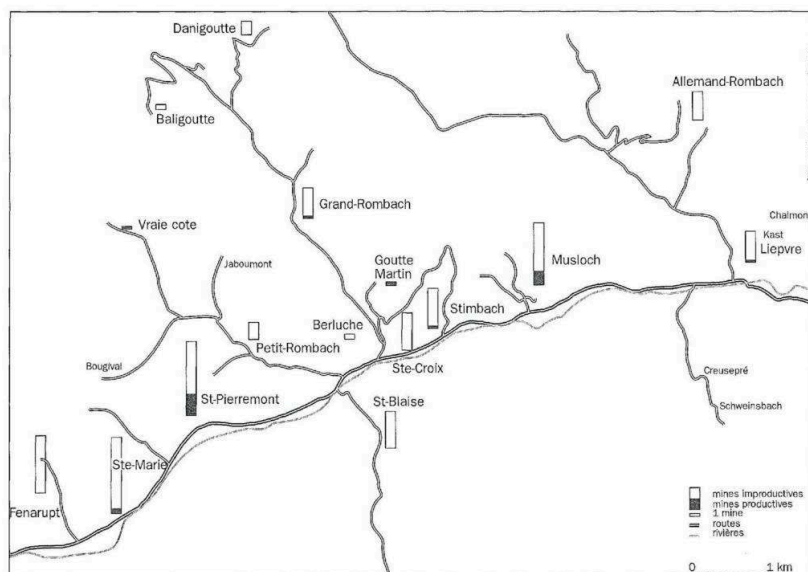 Danigoutte
Allemand-Rombach
Baligoutte
Grand-Rombach
Chalmont
Vraie cote
Kast
Liepvre
Jaboumont
Goutte
Martin
Musloch
Stimbach
Berluche
Petit-Rombach
Ste-Croix
Bougival
Creusepré
St-Pierremont
St-Blaise
Schweinsbach
Ste-Marie
Fenarupt
mines improductives
mines productives
1 mine
routes
rivières
0 1 km